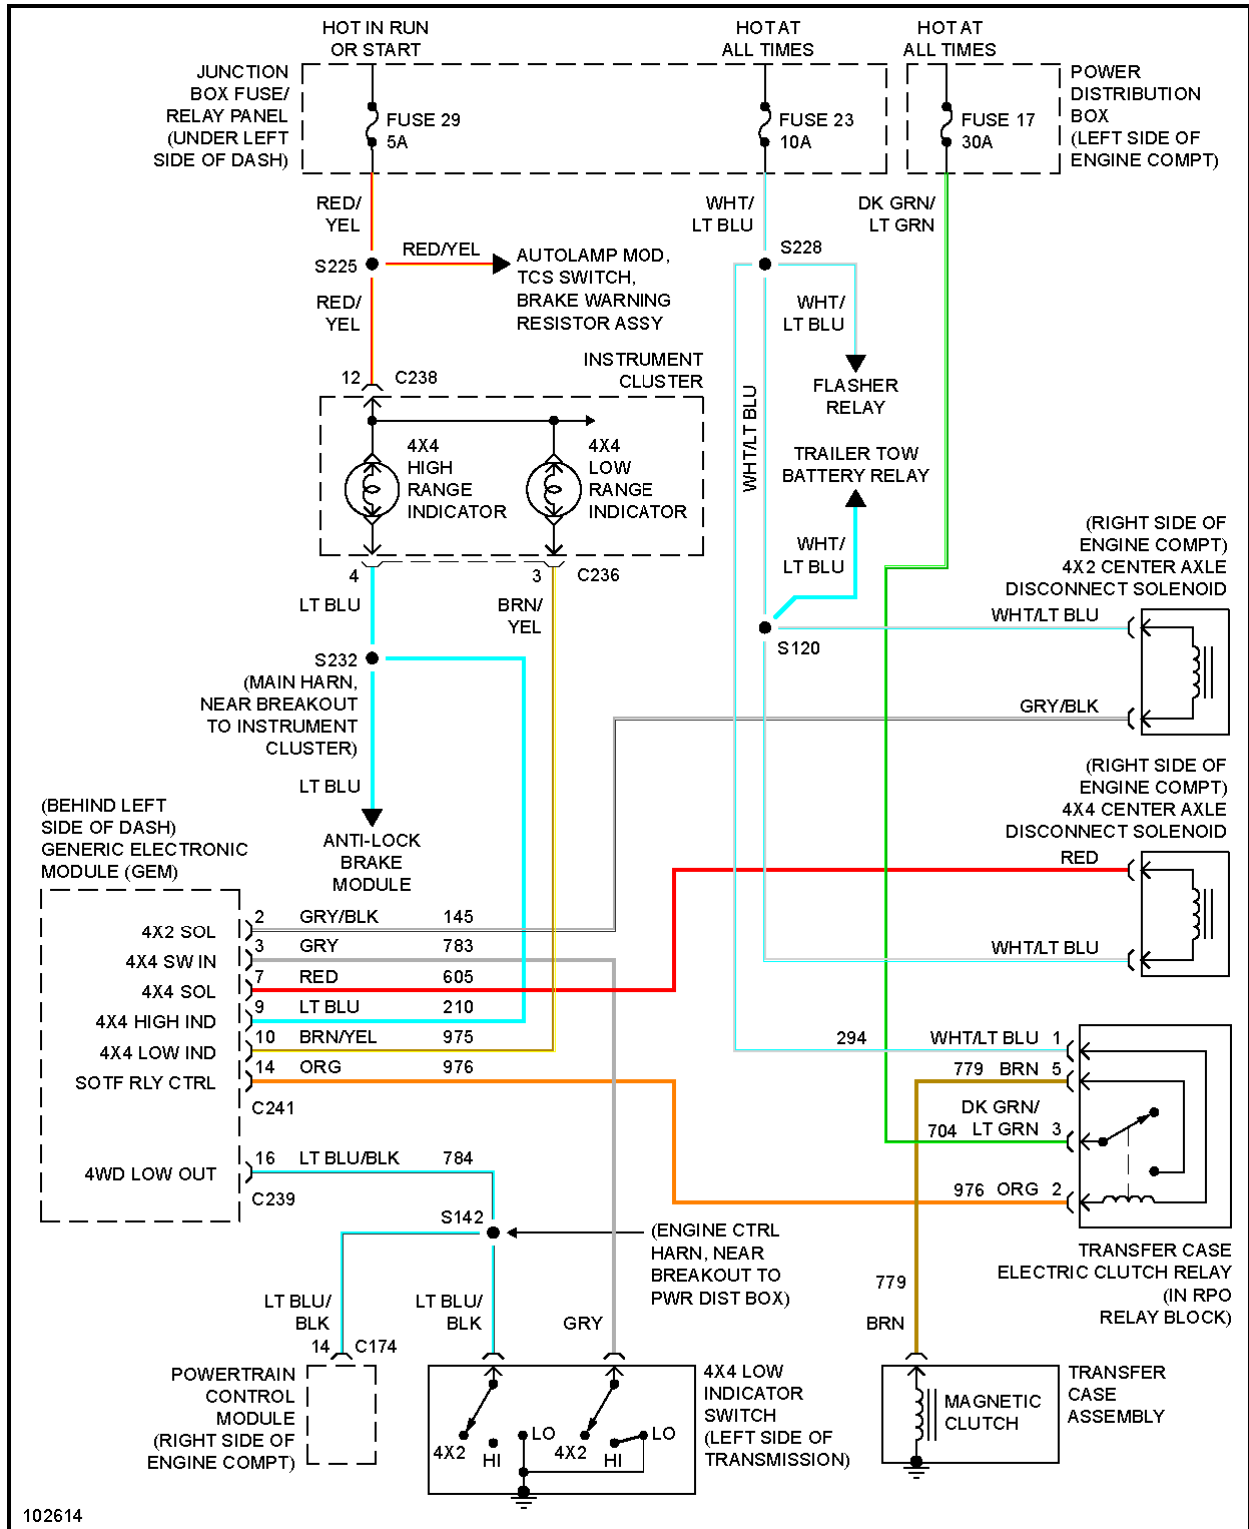 HOT IN RUN
OR START
HOT AT
ALL TIMES
HOT AT
ALL TIMES
JUNCTION
BOX FUSE/
RELAY PANEL
(UNDER LEFT
SIDE OF DASH)
FUSE 29
5A
FUSE 23
10A
FUSE 17
30A
POWER
DISTRIBUTION
BOX
(LEFT SIDE OF
ENGINE COMPT)
RED/
YEL
WHT/
LT BLU
DK GRN/
LT GRN
S225
RED/YEL
AUTOLAMP MOD,
TCS SWITCH,
BRAKE WARNING
RESISTOR ASSY
S228
RED/
YEL
WHT/
LT BLU
FLASHER
RELAY
12
C238
INSTRUMENT
CLUSTER
4X4
HIGH
RANGE
INDICATOR
4X4
LOW
RANGE
INDICATOR
WHT/LT BLU
TRAILER TOW
BATTERY RELAY
WHT/
LT BLU
4
3
C236
LT BLU
BRN/
YEL
S120
(RIGHT SIDE OF
ENGINE COMPT)
4X2 CENTER AXLE
DISCONNECT SOLENOID
WHT/LT BLU
GRY/BLK
S232
(MAIN HARN,
NEAR BREAKOUT
TO INSTRUMENT
CLUSTER)
LT BLU
ANTI-LOCK
BRAKE
MODULE
(RIGHT SIDE OF
ENGINE COMPT)
4X4 CENTER AXLE
DISCONNECT SOLENOID
RED
WHT/LT BLU
(BEHIND LEFT
SIDE OF DASH)
GENERIC ELECTRONIC
MODULE (GEM)
4X2 SOL 2 GRY/BLK 145
4X4 SW IN 3 GRY 783
4X4 SOL 7 RED 605
4X4 HIGH IND 9 LT BLU 210
4X4 LOW IND 10 BRN/YEL 975
SOTF RLY CTRL 14 ORG 976
C241
4WD LOW OUT 16 LT BLU/BLK 784
C239
294 WHT/LT BLU 1
779 BRN 5
DK GRN/
704 LT GRN 3
976 ORG 2
TRANSFER CASE
ELECTRIC CLUTCH RELAY
(IN RPO
RELAY BLOCK)
S142
(ENGINE CTRL
HARN, NEAR
BREAKOUT TO
PWR DIST BOX)
LT BLU/
BLK
14
C174
LT BLU/
BLK
GRY
779
BRN
POWERTRAIN
CONTROL
MODULE
(RIGHT SIDE OF
ENGINE COMPT)
4X2
HI
LO
4X2
HI
LO
4X4 LOW
INDICATOR
SWITCH
(LEFT SIDE OF
TRANSMISSION)
MAGNETIC
CLUTCH
TRANSFER
CASE
ASSEMBLY
102614